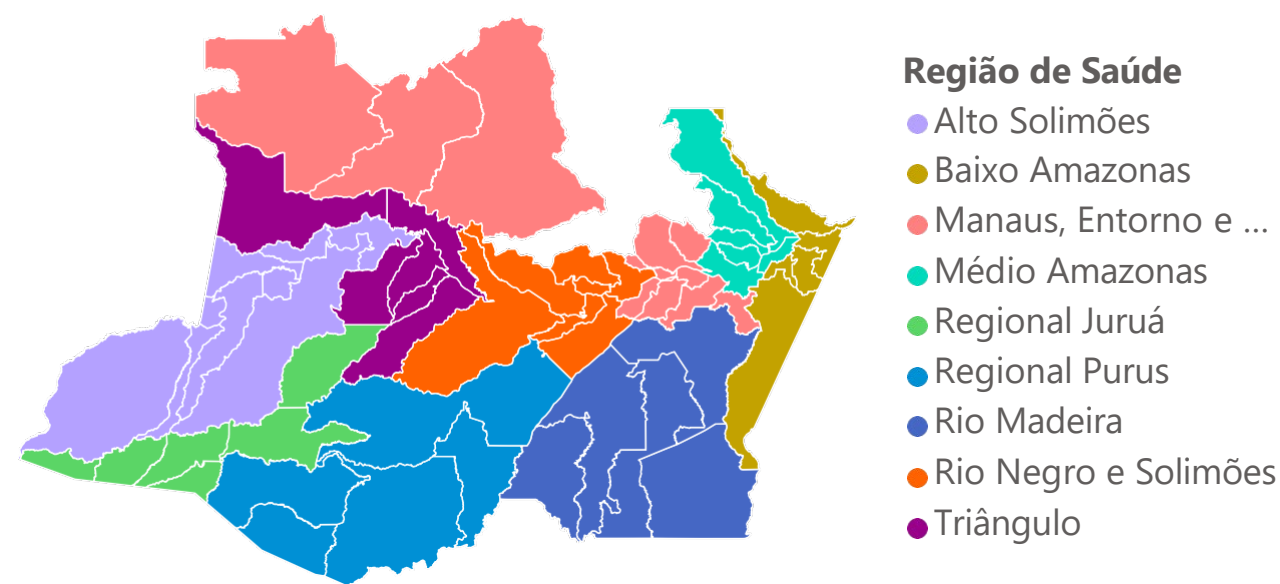 Região de Saúde
Alto Solimões
Baixo Amazonas
Manaus, Entorno e ...
Médio Amazonas
Regional Juruá
Regional Purus
Rio Madeira
Rio Negro e Solimões
Triângulo